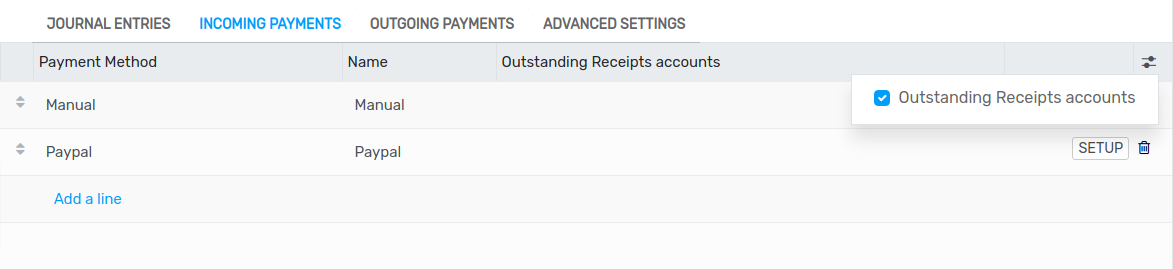 JOURNAL ENTRIES INCOMING PAYMENTS OUTGOING PAYMENTS ADVANCED SETTINGS
Payment Method Name Outstanding Receipts accounts
Outstanding Receipts accounts
Manual Manual
Paypal Paypal SETUP
Add a line